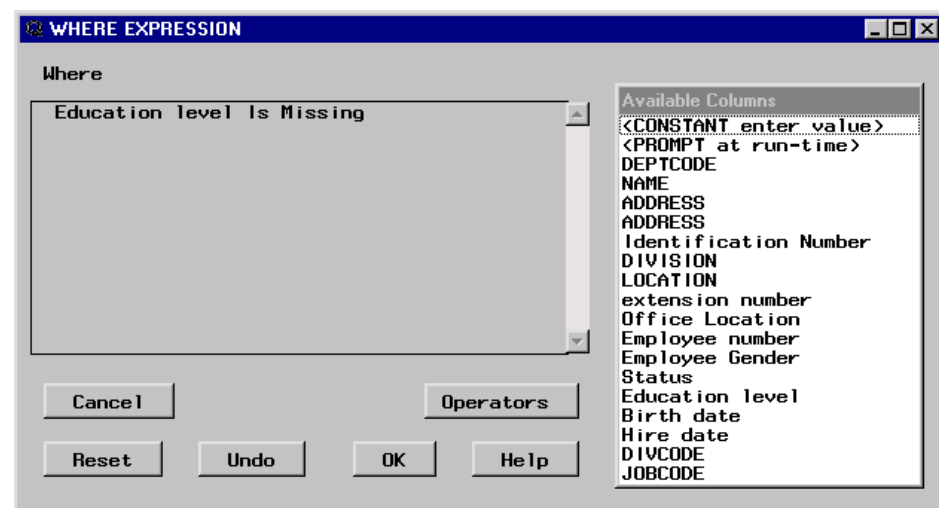 WHERE EXPRESSION
Where
Education level Is Missing
Available Columns
<CONSTANT enter value>
<PROMPT at run-time>
DEPTCODE
NAME
ADDRESS
ADDRESS
Identification Number
DIVISION
LOCATION
extension number
Office Location
Employee number
Employee Gender
Status
Education level
Birth date
Hire date
DIVCODE
JOBCODE
Cancel Operators
Reset Undo OK Help